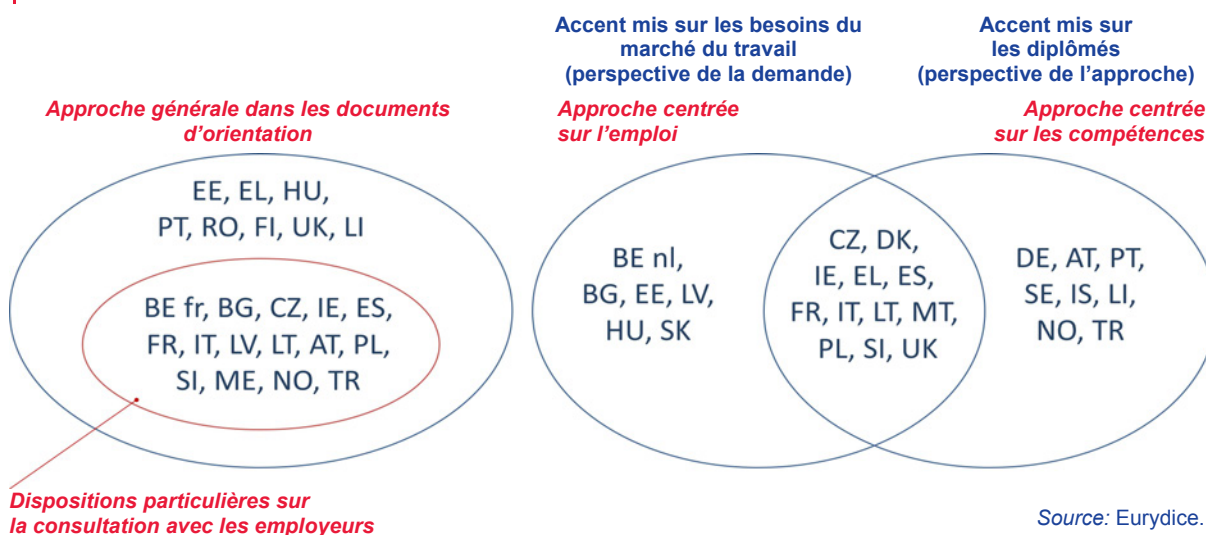 Accent mis sur les besoins du
marché du travail
(perspective de la demande)
Accent mis sur
les diplômés
(perspective de l’approche)
Approche générale dans les documents
d’orientation
Approche centrée
sur l’emploi
Approche centrée
sur les compétences
EE, EL, HU,
PT, RO, FI, UK, LI
BE fr, BG, CZ, IE, ES,
FR, IT, LV, LT, AT, PL,
SI, ME, NO, TR
BE nl,
BG, EE, LV,
HU, SK
CZ, DK,
IE, EL, ES,
FR, IT, LT, MT,
PL, SI, UK
DE, AT, PT,
SE, IS, LI,
NO, TR
Dispositions particulières sur
la consultation avec les employeurs
Source: Eurydice.